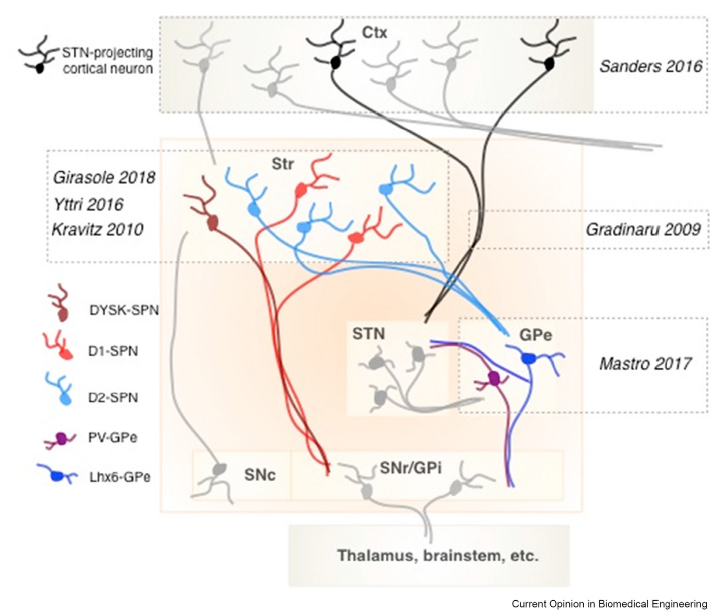 STN-projecting
cortical neuron
Ctx
Sanders 2016
Str
Girasole 2018
Yttri 2016
Kravitz 2010
Gradinaru 2009
DYSK-SPN
D1-SPN
D2-SPN
PV-GPe
Lhx6-GPe
STN
GPe
Mastro 2017
SNc
SNr/GPi
Thalamus, brainstem, etc.
Current Opinion in Biomedical Engineering